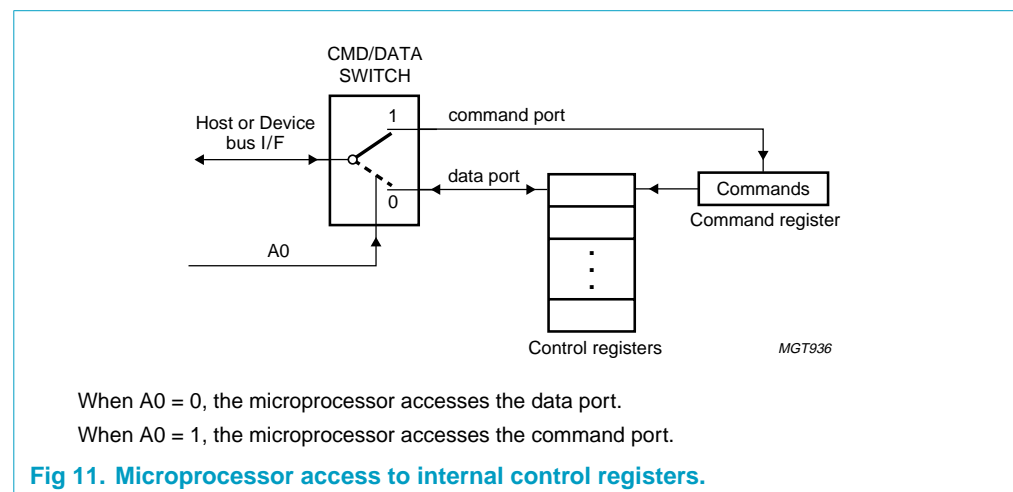 CMD/DATA
SWITCH
Host or Device
bus I/F
1
command port
data port
0
A0
Commands
Command register
Control registers
MGT936
When A0 = 0, the microprocessor accesses the data port.
When A0 = 1, the microprocessor accesses the command port.
Fig 11. Microprocessor access to internal control registers.